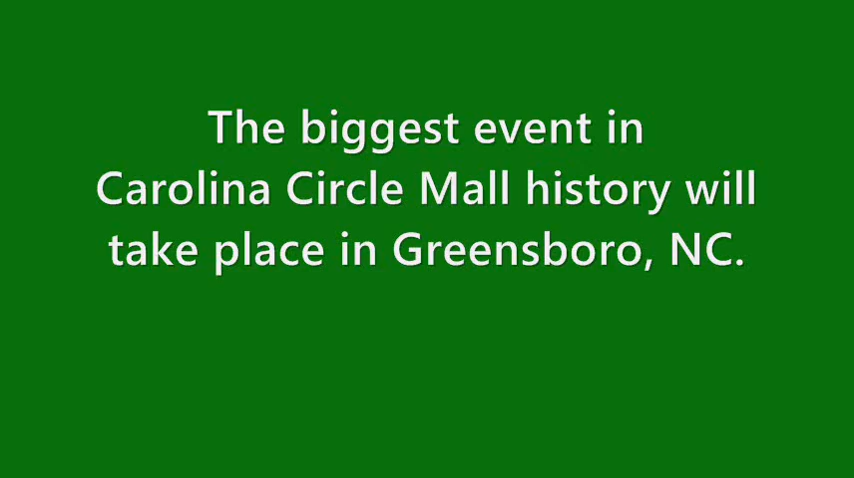 The biggest event in
Carolina Circle Mall history will
take place in Greensboro, NC.